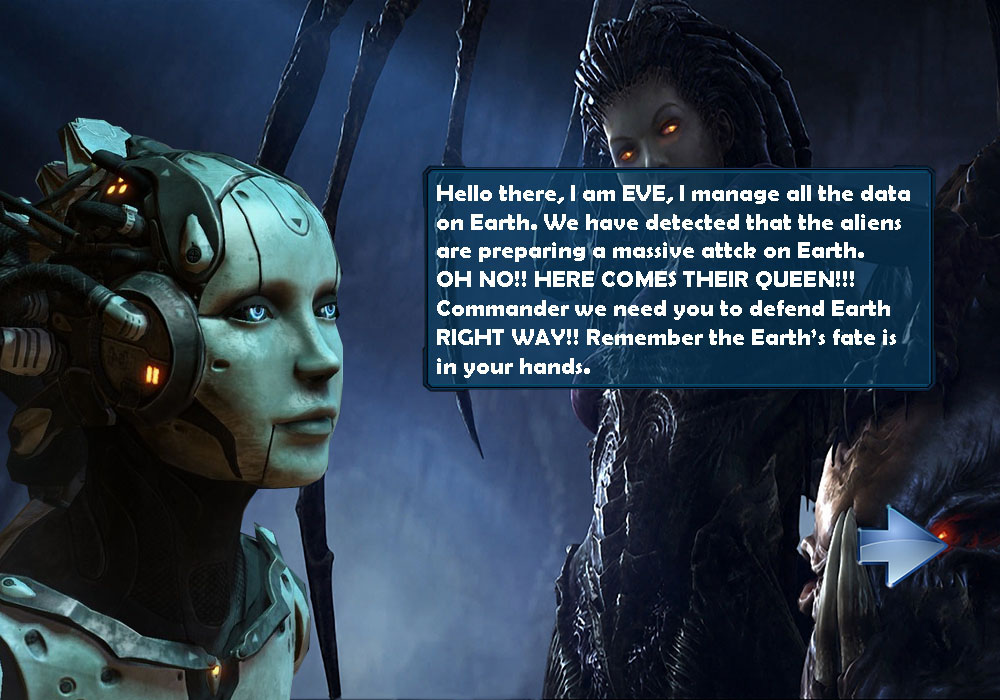 Hello there, I am EVE, I manage all the data
on Earth. We have detected that the aliens
are preparing a massive attck on Earth.
OH NO!! HERE COMES THEIR QUEEN!!!
Commander we need you to defend Earth
RIGHT WAY!! Remember the Earth's fate is
in your hands.